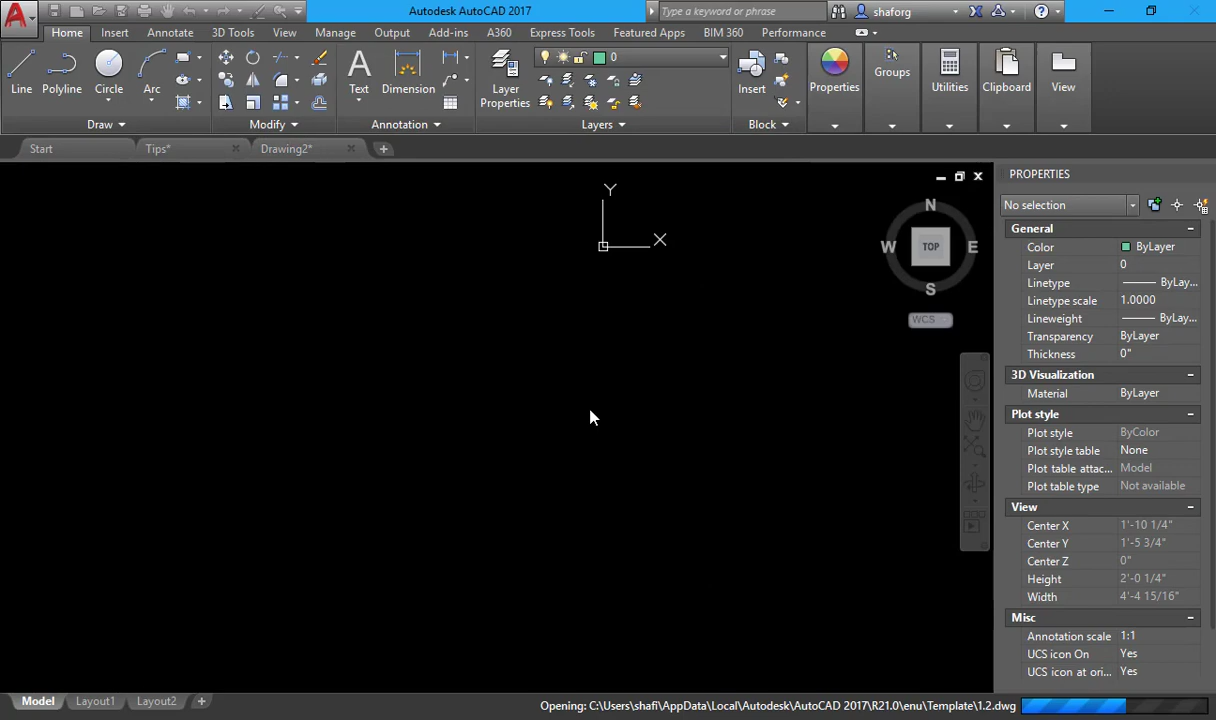 Autodesk AutoCAD 2017
Type a keyword or phrase
shaforg
Home Insert Annotate 3D Tools View Manage Output Add-ins A360 Express Tools Featured Apps BIM 360 Performance
0
Line Polyline Circle Arc Text Dimension Layer Properties Insert Properties Groups Utilities Clipboard View
Draw Modify Annotation Layers Block
Start Tips* Drawing2*
Y
X
N
W TOP E
S
WCS
PROPERTIES
No selection
General
Color ByLayer
Layer 0
Linetype ByLay...
Linetype scale 1.0000
Lineweight ByLay...
Transparency ByLayer
Thickness 0"
3D Visualization
Material ByLayer
Plot style
Plot style ByColor
Plot style table None
Plot table attac... Model
Plot table type Not available
View
Center X 1'-10 1/4"
Center Y 1'-5 3/4"
Center Z 0"
Height 2'-0 1/4"
Width 4'-4 15/16"
Misc
Annotation scale 1:1
UCS icon On Yes
UCS icon at ori... Yes
Model Layout1 Layout2
Opening: C:\Users\shafi\AppData\Local\Autodesk\AutoCAD 2017\R21.0\enu\Template\1.2.dwg